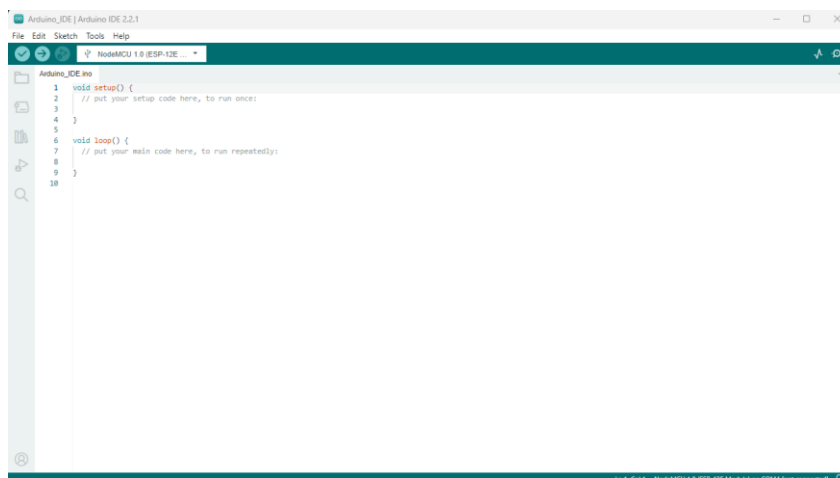 Arduino_IDE | Arduino IDE 2.2.1
File Edit Sketch Tools Help
NodeMCU 1.0 (ESP-12E ...
Arduino_IDE.ino
1 void setup() {
2 // put your setup code here, to run once:
3
4 }
5
6 void loop() {
7 // put your main code here, to run repeatedly:
8
9 }
10